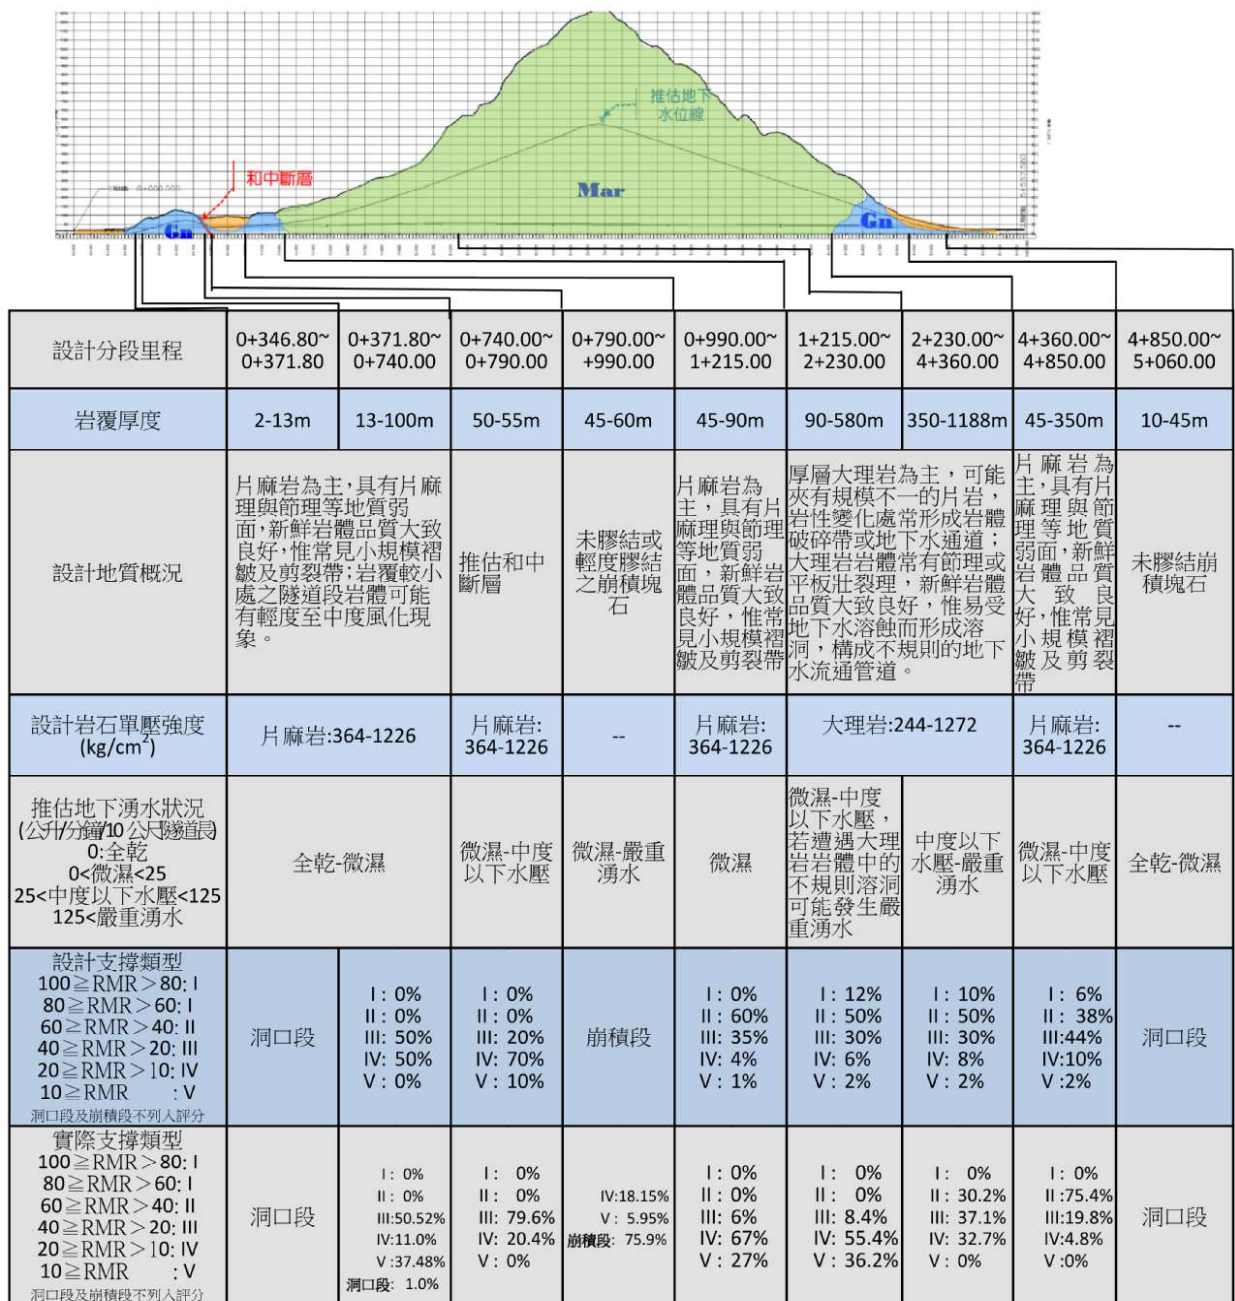 推估地下
水位線
和中斷層
Mar
Gn
Gn
設計分段里程
0+346.80~
0+371.80
0+371.80~
0+740.00
0+740.00~
0+790.00
0+790.00~
+990.00
0+990.00~
1+215.00
1+215.00~
2+230.00
2+230.00~
4+360.00
4+360.00~
4+850.00
4+850.00~
5+060.00
岩覆厚度
2-13m
13-100m
50-55m
45-60m
45-90m
90-580m
350-1188m
45-350m
10-45m
設計地質概況
片麻岩為主,具有片麻
理與節理等地質弱
面,新鮮岩體品質大致
良好,惟常見小規模褶
皺及剪裂帶;岩覆較小
處之隧道段岩體可能
有輕度至中度風化現
象。
推估和中
斷層
未膠結或
輕度膠結
之崩積塊
石
片麻岩為
主,具有片
麻理與節理
等地質弱
面,新鮮岩
體品質大致
良好,惟常
見小規模褶
皺及剪裂帶
厚層大理岩為主,可能
夾有規模不一的片岩,
岩性變化處常形成岩體
破碎帶或地下水通道;
大理岩岩體常有節理或
平板壯裂理,新鮮岩體
品質大致良好,惟易受
地下水溶蝕而形成溶
洞,構成不規則的地下
水流通管道。
片麻岩為
主,具有片
麻理與節
理等地質
弱面,新鮮
岩體品質
大致良
好,惟常見
小規模褶
皺及剪裂
帶
未膠結崩
積塊石
設計岩石單壓強度
(kg/cm²)
片麻岩:364-1226
片麻岩:
364-1226
--
片麻岩:
364-1226
大理岩:244-1272
片麻岩:
364-1226
--
推估地下湧水狀況
(公升/分鐘/10公尺隧道長)
0:全乾
0<微濕<25
25<中度以下水壓<125
125<嚴重湧水
全乾-微濕
微濕-中度
以下水壓
微濕-嚴重
湧水
微濕
微濕-中度
以下水壓,
若遭遇大理
岩岩體中的
不規則溶洞
可能發生嚴
重湧水
中度以下
水壓-嚴重
湧水
微濕-中度
以下水壓
全乾-微濕
設計支撐類型
100≧RMR>80: I
80≧RMR>60: I
60≧RMR>40: II
40≧RMR>20: III
20≧RMR>10: IV
10≧RMR : V
洞口段及崩積段不列入評分
洞口段
I : 0%
II : 0%
III: 50%
IV: 50%
V : 0%
I : 0%
II : 0%
III: 20%
IV: 70%
V : 10%
崩積段
I : 0%
II : 60%
III: 35%
IV: 4%
V : 1%
I : 12%
II : 50%
III: 30%
IV: 6%
V : 2%
I : 10%
II : 50%
III: 30%
IV: 8%
V : 2%
I : 6%
II : 38%
III:44%
IV:10%
V :2%
洞口段
實際支撐類型
100≧RMR>80: I
80≧RMR>60: I
60≧RMR>40: II
40≧RMR>20: III
20≧RMR>10: IV
10≧RMR : V
洞口段及崩積段不列入評分
洞口段
I : 0%
II : 0%
III:50.52%
IV:11.0%
V :37.48%
洞口段: 1.0%
I : 0%
II : 0%
III: 79.6%
IV: 20.4%
V : 0%
IV:18.15%
V : 5.95%
崩積段: 75.9%
I : 0%
II : 0%
III: 6%
IV: 67%
V : 27%
I : 0%
II : 0%
III: 8.4%
IV: 55.4%
V : 36.2%
I : 0%
II : 30.2%
III: 37.1%
IV: 32.7%
V : 0%
I : 0%
II :75.4%
III:19.8%
IV:4.8%
V :0%
洞口段